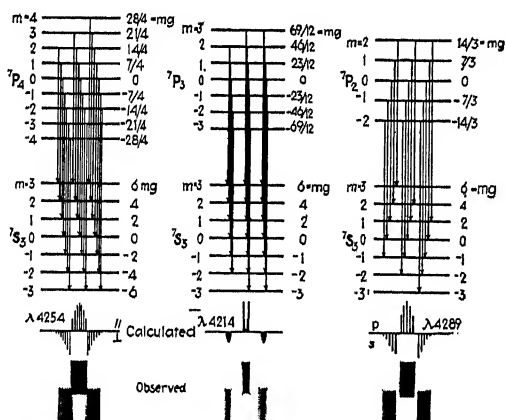 m=4 28/4=mg
3 21/4
2 14/4
1 7/4
⁷P₄ 0 0
-1 -7/4
-2 -14/4
-3 -21/4
-4 -28/4
m=3 6 mg
2 4
1 2
⁷S₃ 0 0
-1 -2
-2 -4
-3 -6
m=3 69/12=mg
2 46/12
1 23/12
⁷P₃ 0 0
-1 -23/12
-2 -46/12
-3 -69/12
m=3 6=mg
2 4
1 2
⁷S₃ 0 0
-1 -1
-2 -2
-3 -3
m=2 14/3=mg
1 7/3
⁷P₂ 0 0
-1 -7/3
-2 -14/3
m=3 6=mg
2 4
1 2
⁷S₃ 0 0
-1 -1
-2 -2
-3 -3
λ4254 // ⊥ Calculated λ4214 p s λ4289
Observed